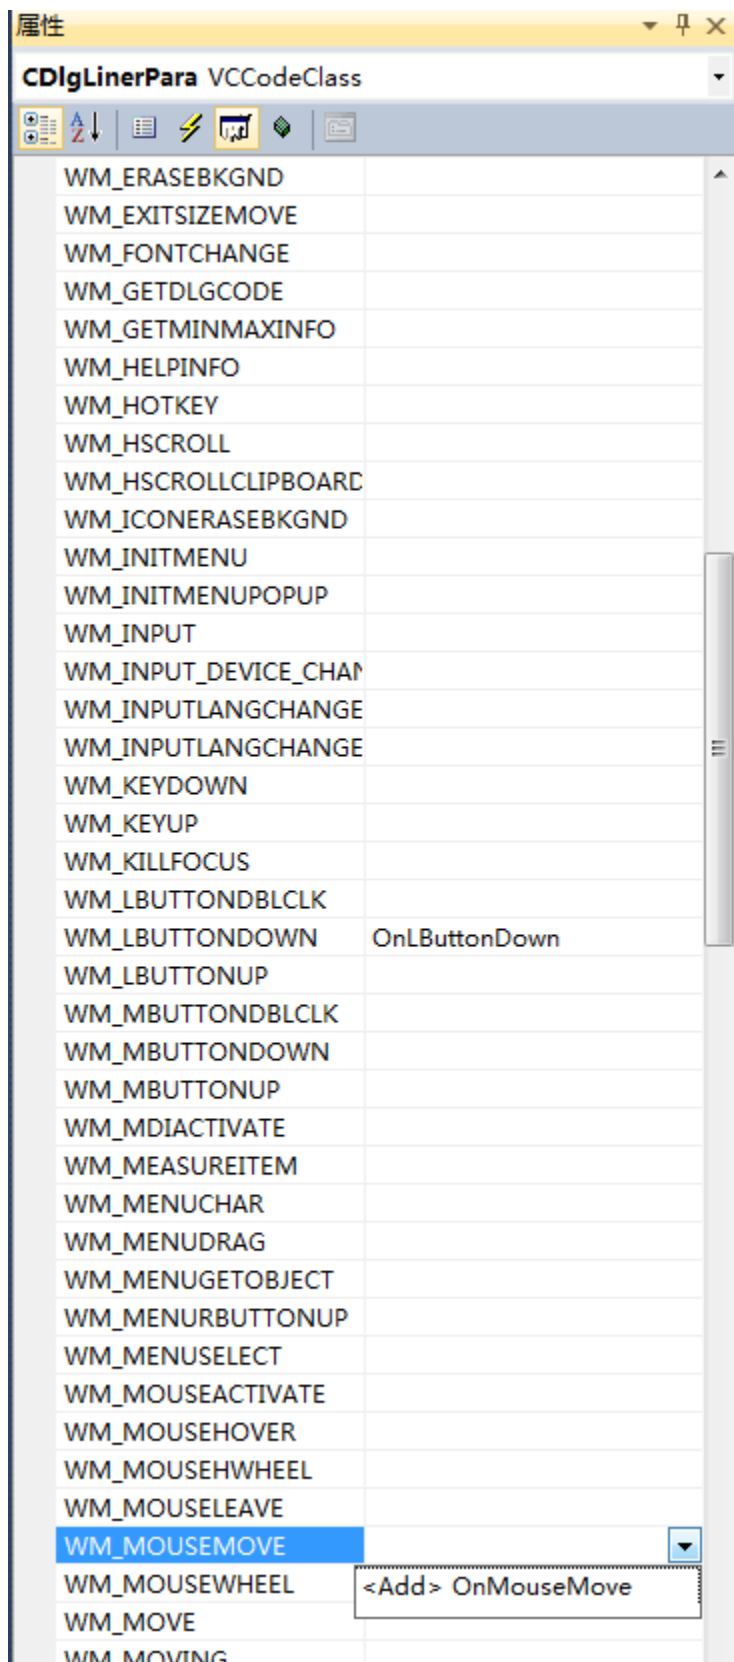 属性
CDlgLinerPara VCCodeClass
WM_ERASEBKGND
WM_EXITSIZEMOVE
WM_FONTCHANGE
WM_GETDLGCODE
WM_GETMINMAXINFO
WM_HELPINFO
WM_HOTKEY
WM_HSCROLL
WM_HSCROLLCLIPBOARD
WM_ICONERASEBKGND
WM_INITMENU
WM_INITMENUPOPUP
WM_INPUT
WM_INPUT_DEVICE_CHAN
WM_INPUTLANGCHANGE
WM_INPUTLANGCHANGE
WM_KEYDOWN
WM_KEYUP
WM_KILLFOCUS
WM_LBUTTONDBLCLK
WM_LBUTTONDOWN OnLButtonDown
WM_LBUTTONUP
WM_MBUTTONDBLCLK
WM_MBUTTONDOWN
WM_MBUTTONUP
WM_MDIACTIVATE
WM_MEASUREITEM
WM_MENUCHAR
WM_MENUDRAG
WM_MENUGETOBJECT
WM_MENURBUTTONUP
WM_MENUSELECT
WM_MOUSEACTIVATE
WM_MOUSEHOVER
WM_MOUSEHWHEEL
WM_MOUSELEAVE
WM_MOUSEMOVE
WM_MOUSEWHEEL <Add> OnMouseMove
WM_MOVE
WM_MOVING